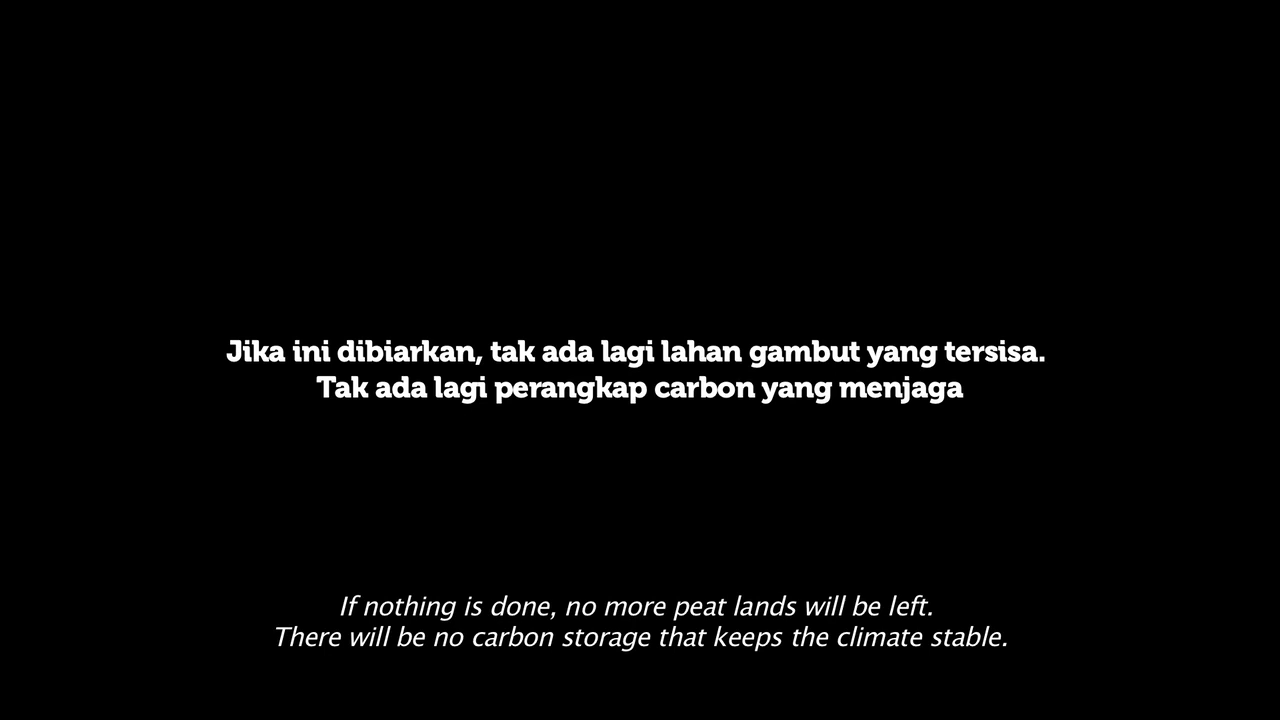 Jika ini dibiarkan, tak ada lagi lahan gambut yang tersisa.
Tak ada lagi perangkap carbon yang menjaga
If nothing is done, no more peat lands will be left.
There will be no carbon storage that keeps the climate stable.